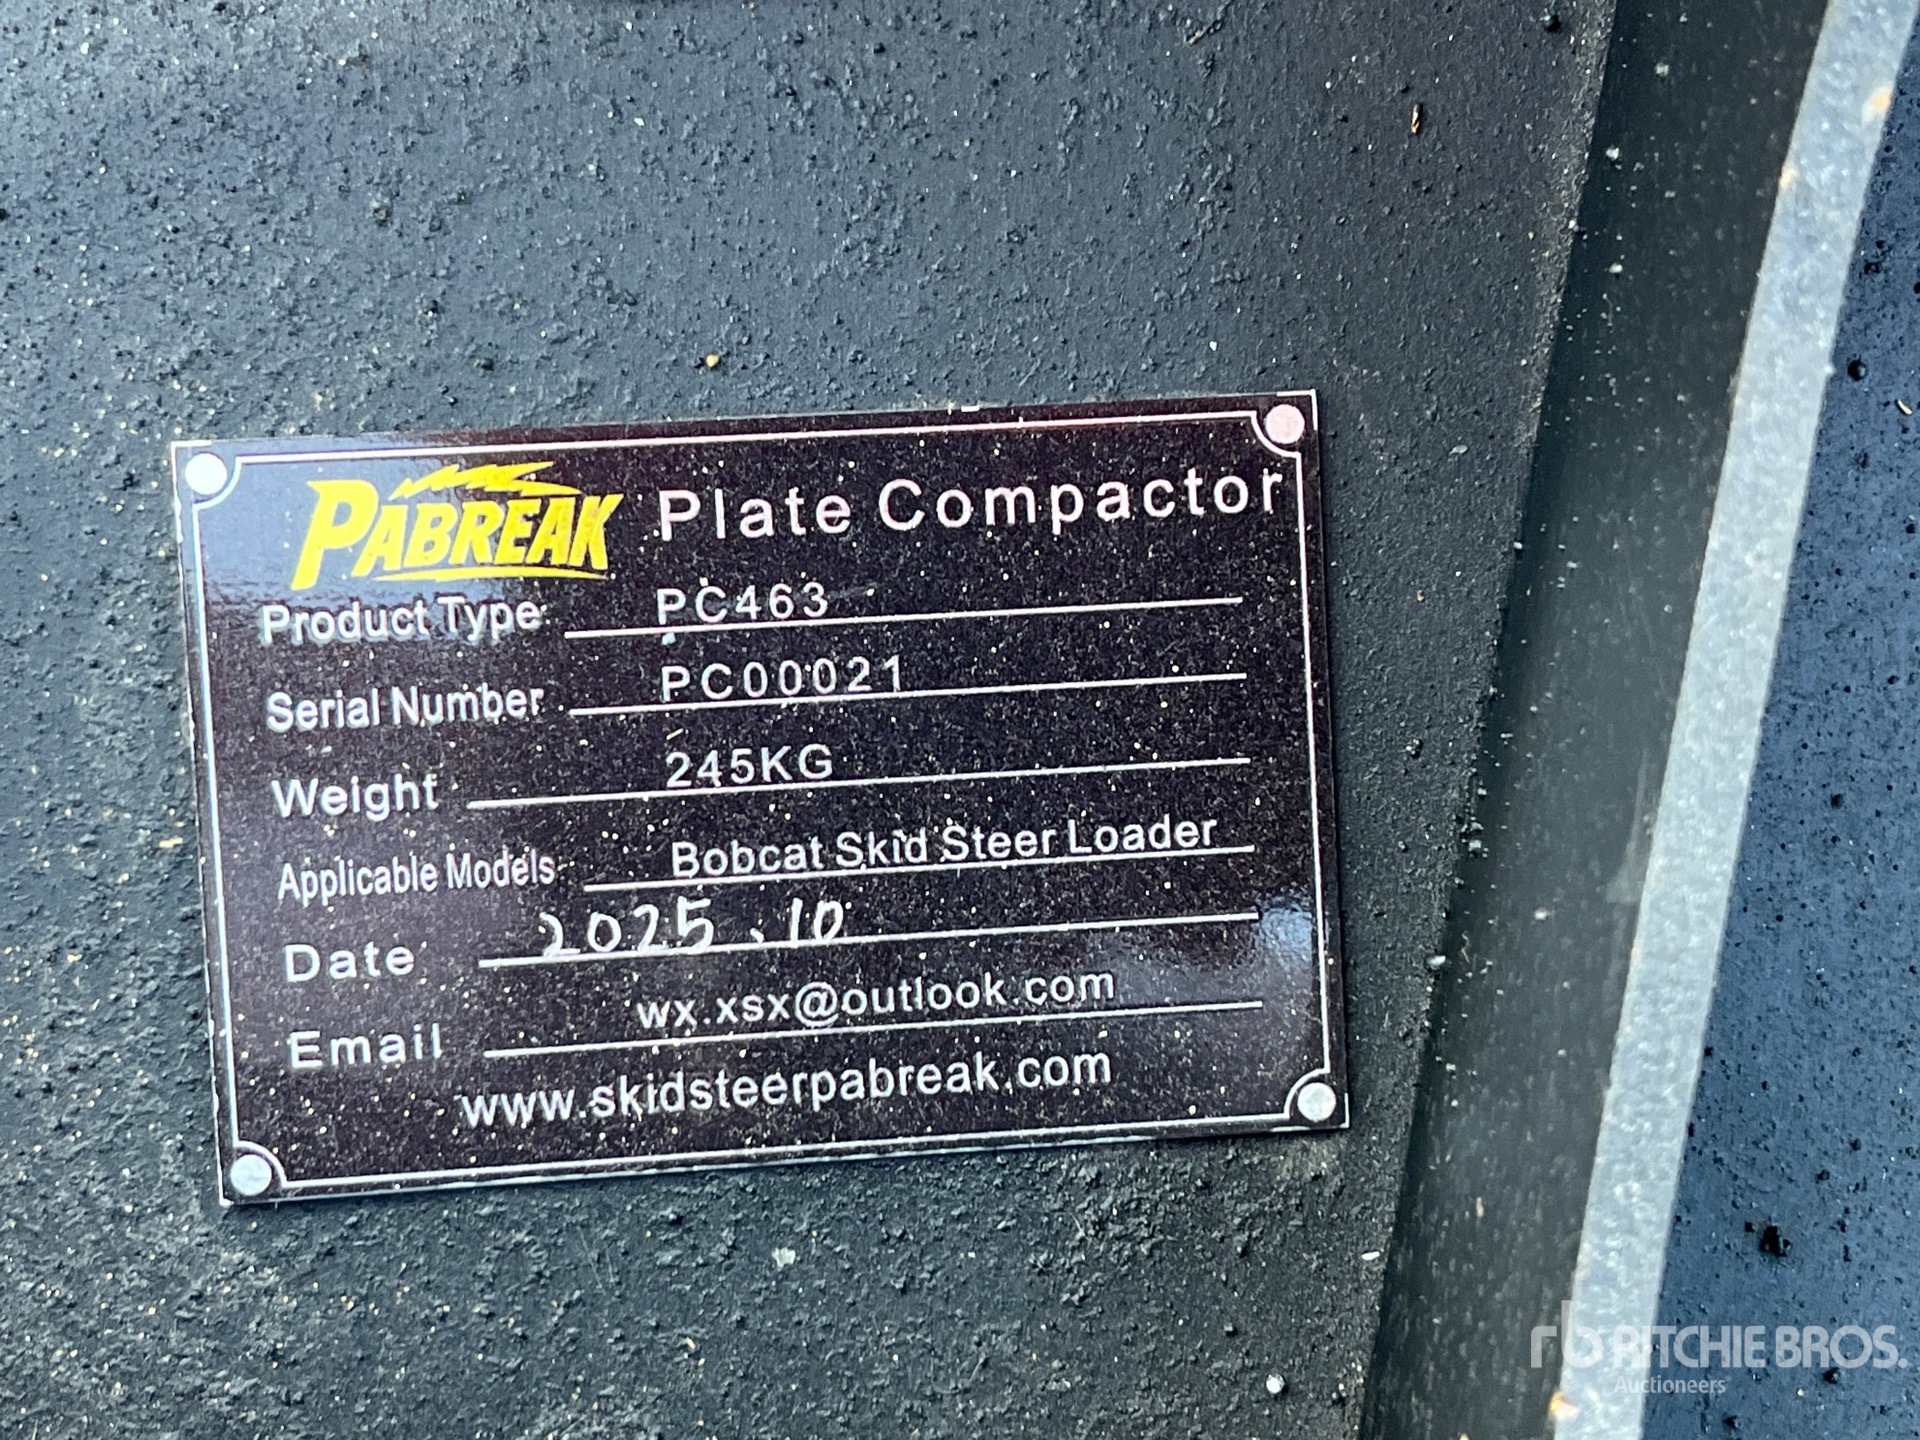 PABREAK Plate Compactor
Product Type: PC463
Serial Number PC00021
Weight 245KG
Applicable Models Bobcat Skid Steer Loader
Date 2025.10
Email wx.xsx@outlook.com
www.skidsteerpabreak.com
rb RITCHIE BROS.
Auctioneers